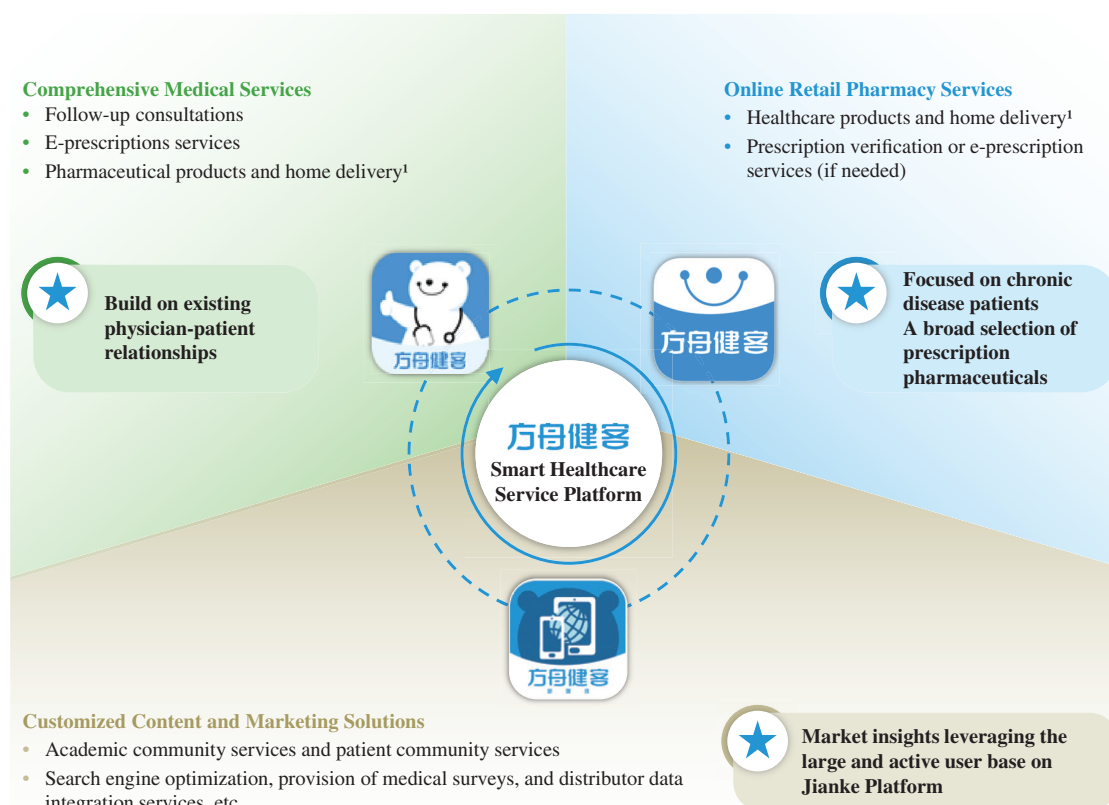 Comprehensive Medical Services
• Follow-up consultations
• E-prescriptions services
• Pharmaceutical products and home delivery¹
Online Retail Pharmacy Services
• Healthcare products and home delivery¹
• Prescription verification or e-prescription
services (if needed)
Build on existing
physician-patient
relationships
方舟健客
方舟健客
Focused on chronic
disease patients
A broad selection of
prescription
pharmaceuticals
方舟健客
Smart Healthcare
Service Platform
方舟健客
Customized Content and Marketing Solutions
• Academic community services and patient community services
• Search engine optimization, provision of medical surveys, and distributor data
integration services, etc
Market insights leveraging the
large and active user base on
Jianke Platform